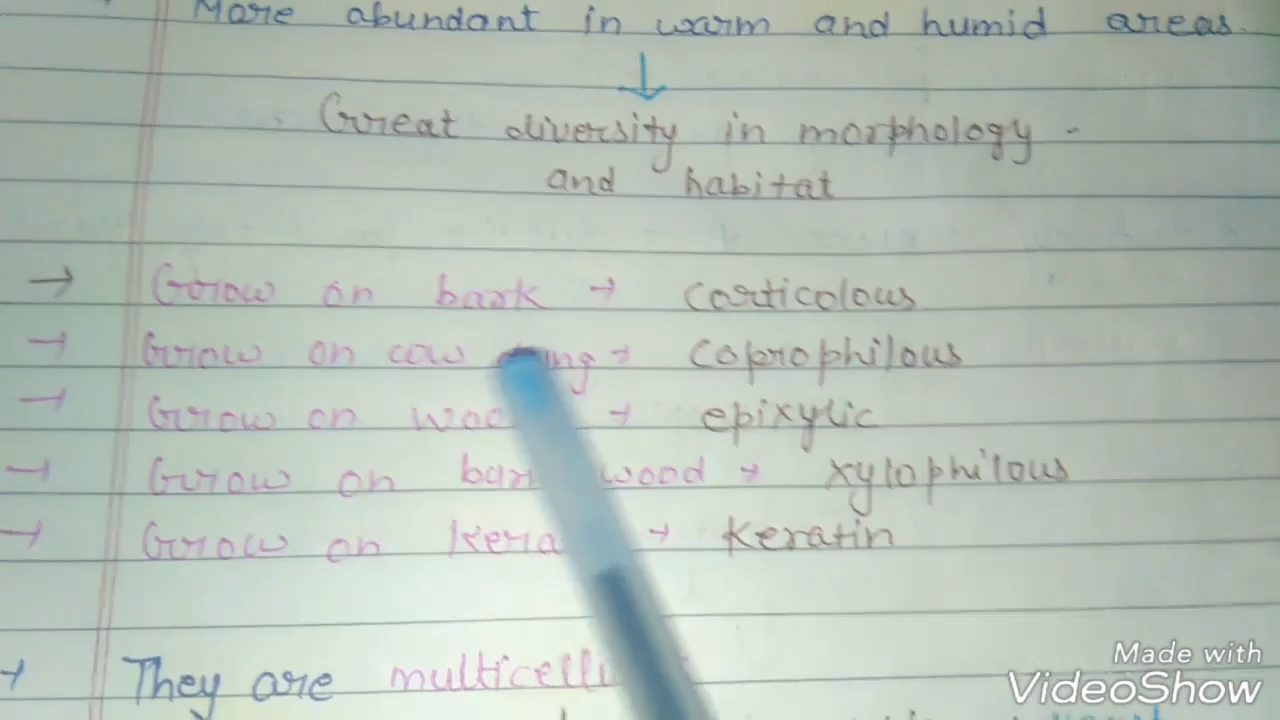 More abundant in warm and humid areas.
↓
Great diversity in morphology -
and habitat
→ Grow on bark → corticolous
→ Grow on cow → coprophilous
→ Grow on → epixylic
→ Grow on wood → xylophilous
→ Grow on → Keratin
→ They are
Made with
VideoShow